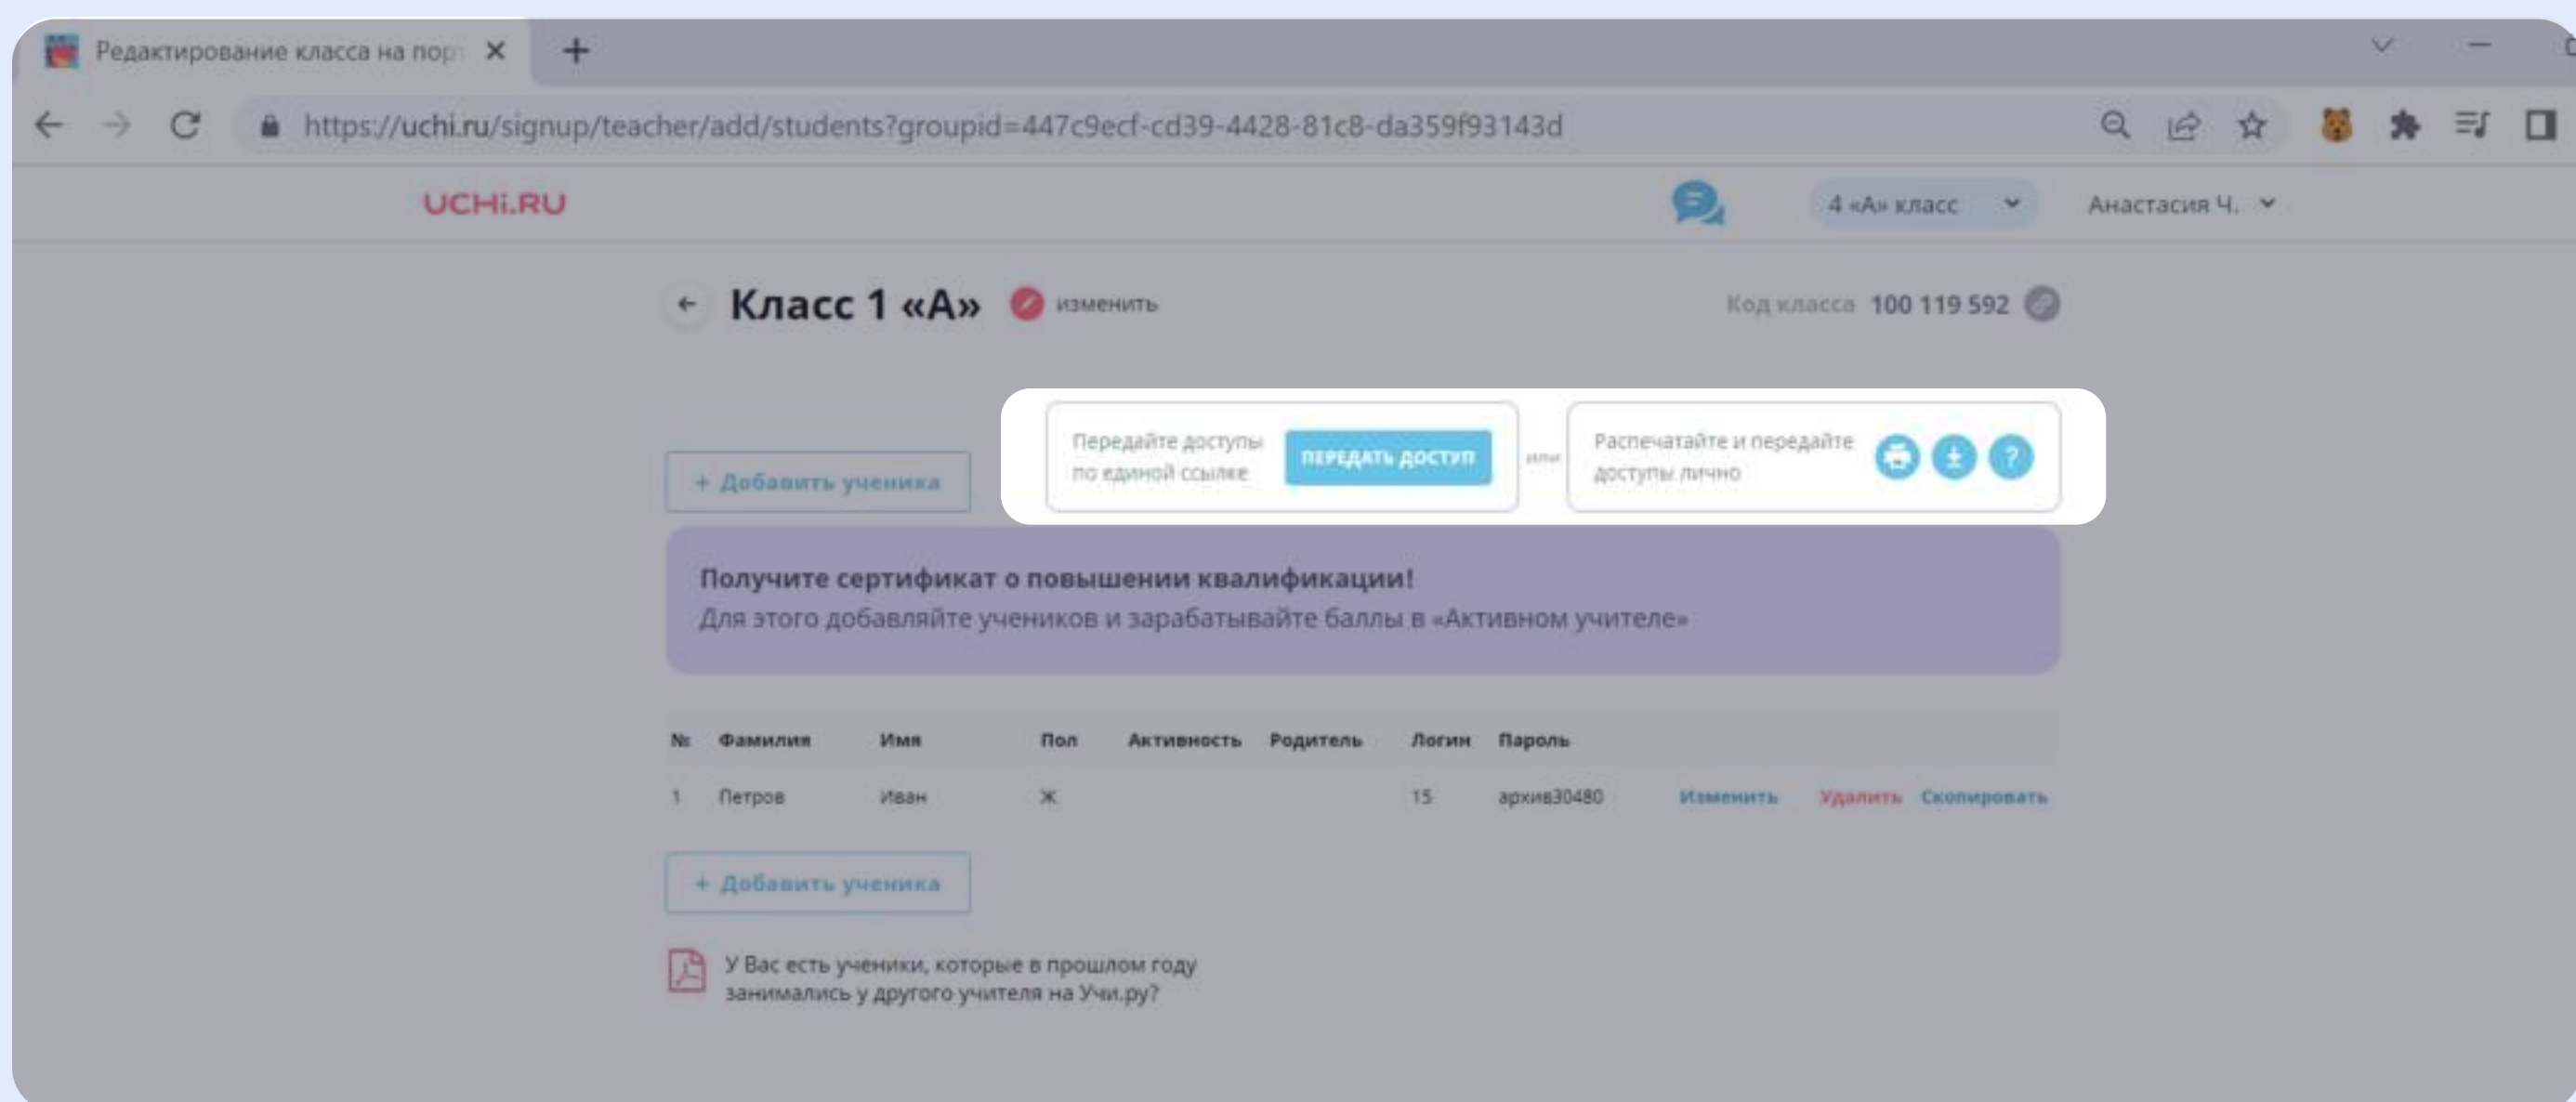 Редактирование класса на пор
https://uchi.ru/signup/teacher/add/students?groupid=447c9ecf-cd39-4428-81c8-da359f93143d
UCHi.RU
4 «А» класс
Анастасия Ч.
Класс 1 «А»
изменить
Код класса 100 119 592
+ Добавить ученика
Передайте доступы
по единой ссылке
ПЕРЕДАТЬ ДОСТУП
или
Распечатайте и передайте
доступы лично
?
Получите сертификат о повышении квалификации!
Для этого добавляйте учеников и зарабатывайте баллы в «Активном учителе»
№ Фамилия Имя Пол Активность Родитель Логин Пароль
1 Петров Иван Ж 15 архив30480 Изменить Удалить Скопировать
+ Добавить ученика
У Вас есть ученики, которые в прошлом году
занимались у другого учителя на Учи.ру?